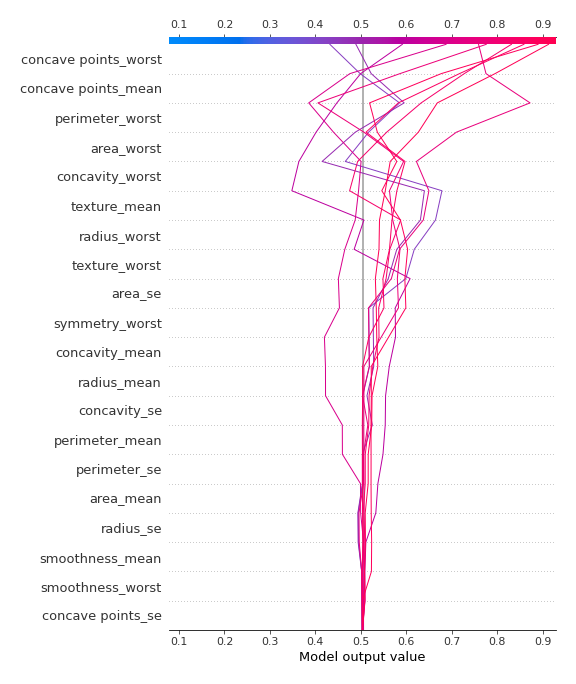 0.1 0.2 0.3 0.4 0.5 0.6 0.7 0.8 0.9
concave points_worst
concave points_mean
perimeter_worst
area_worst
concavity_worst
texture_mean
radius_worst
texture_worst
area_se
symmetry_worst
concavity_mean
radius_mean
concavity_se
perimeter_mean
perimeter_se
area_mean
radius_se
smoothness_mean
smoothness_worst
concave points_se
0.1 0.2 0.3 0.4 0.5 0.6 0.7 0.8 0.9
Model output value